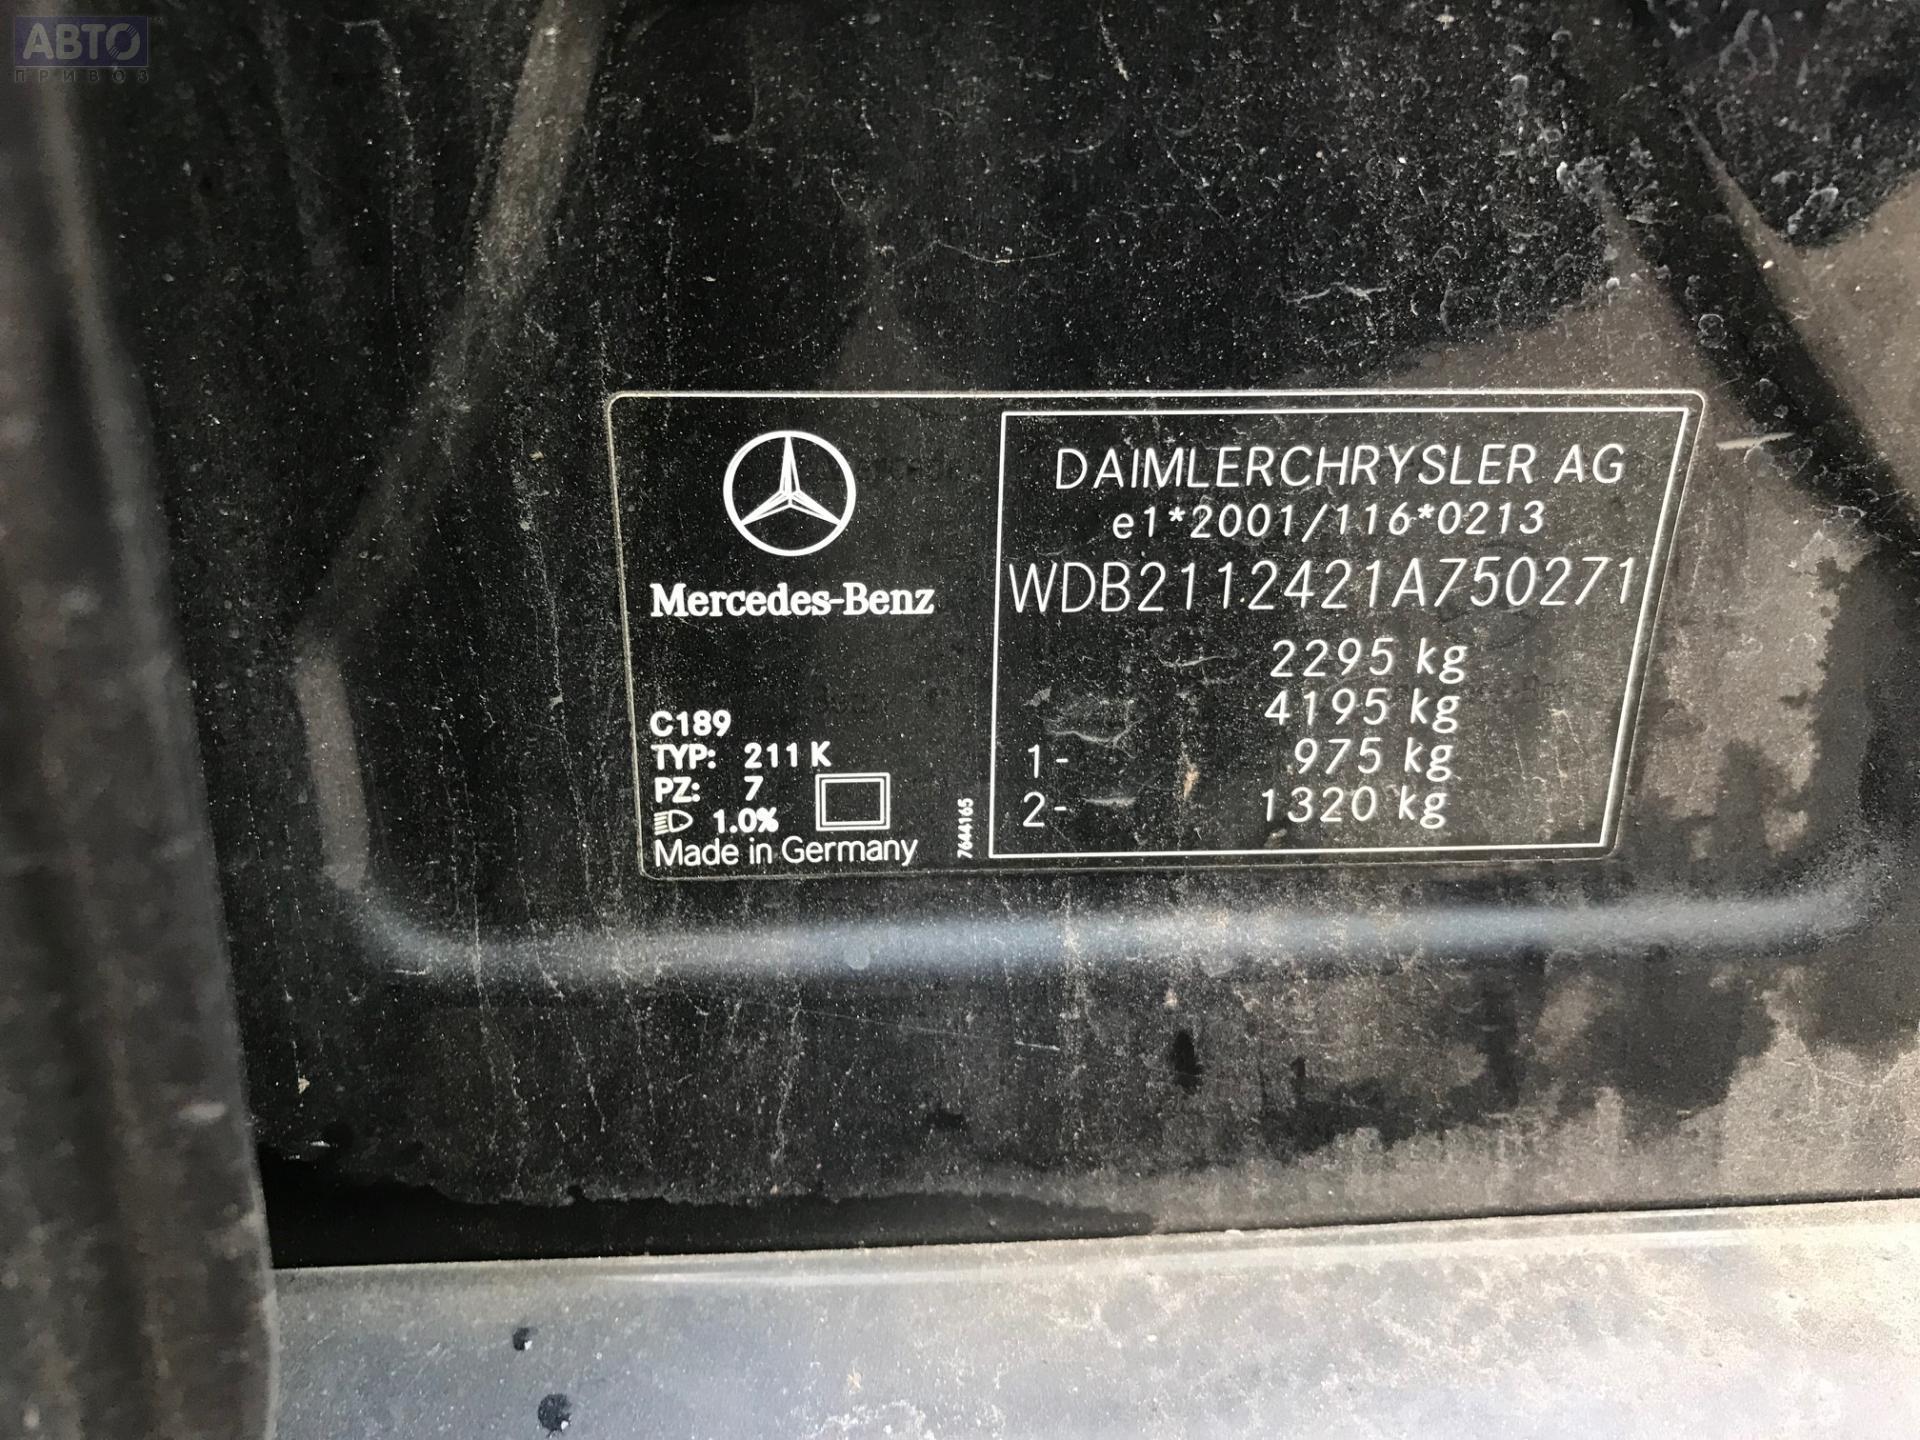 АВТО
ПРИВОЗ
Mercedes-Benz
C189
TYP: 211 K
PZ: 7
1.0%
Made in Germany
7644165
DAIMLERCHRYSLER AG
e1*2001/116*0213
WDB2112421A750271
2295 kg
4195 kg
1- 975 kg
2- 1320 kg